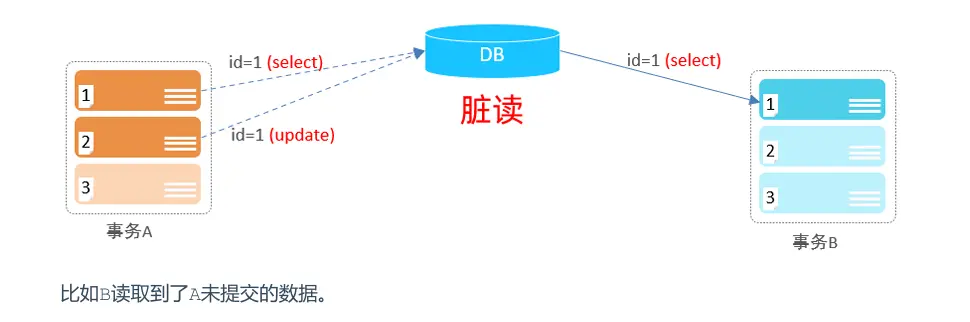 DB
id=1 (select)
id=1 (select)
1
1
脏读
id=1 (update)
2
2
3
3
事务A
事务B
比如B读取到了A未提交的数据。